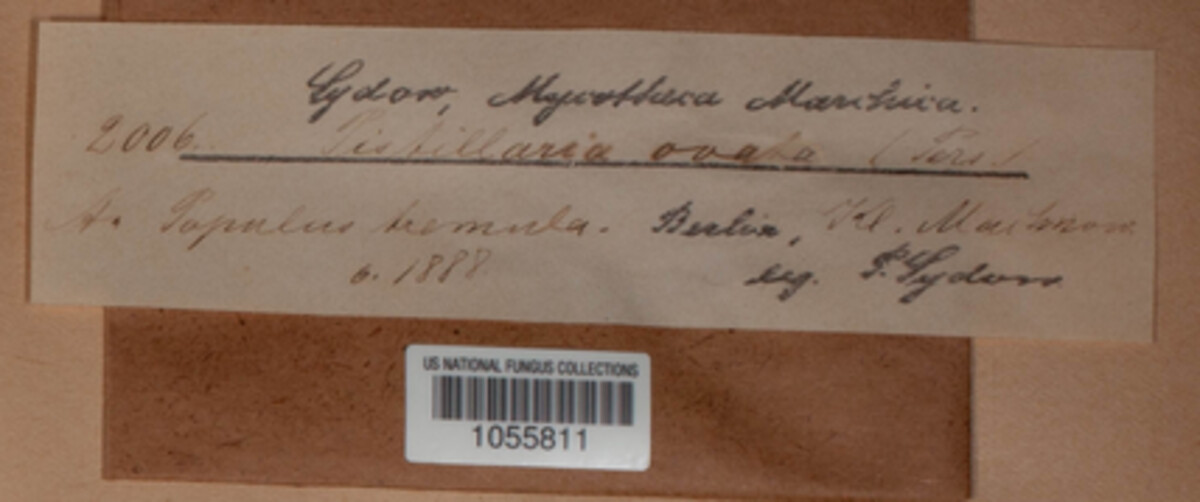 Sydow, Mycotheca Marchica.
2006. Pistillaria ovata (Pers.)
A. Populus tremula. Berlin, Kl. Machnow
6. 1888 leg. P. Sydow
US NATIONAL FUNGUS COLLECTIONS
1055811